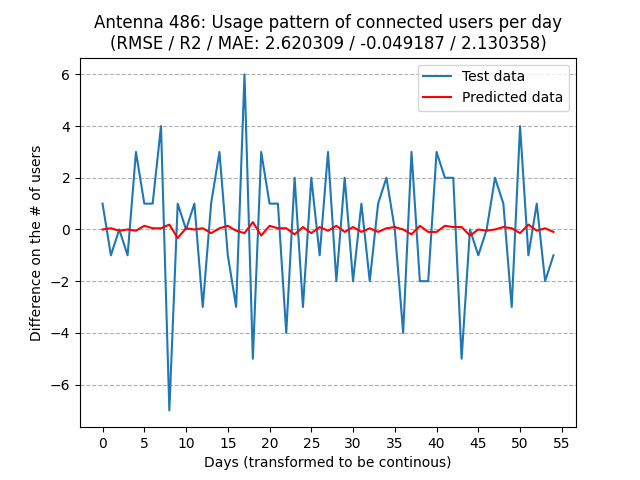 Antenna 486: Usage pattern of connected users per day
(RMSE / R2 / MAE: 2.620309 / -0.049187 / 2.130358)
Test data
Predicted data
Difference on the # of users
6
4
2
0
−2
−4
−6
0 5 10 15 20 25 30 35 40 45 50 55
Days (transformed to be continous)